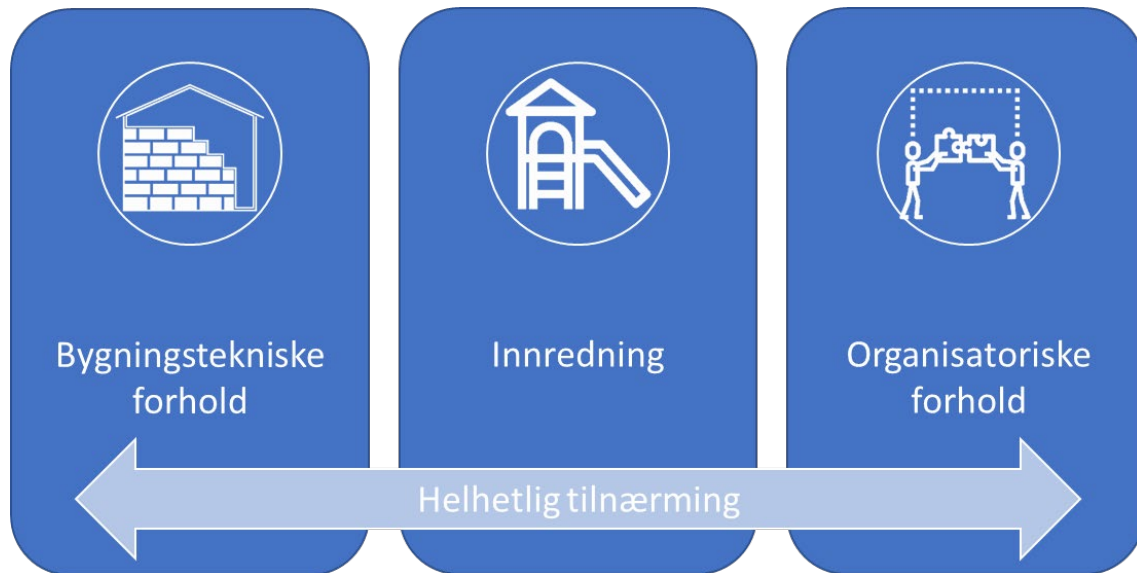 Bygningstekniske
forhold
Innredning
Organisatoriske
forhold
Helhetlig tilnærming